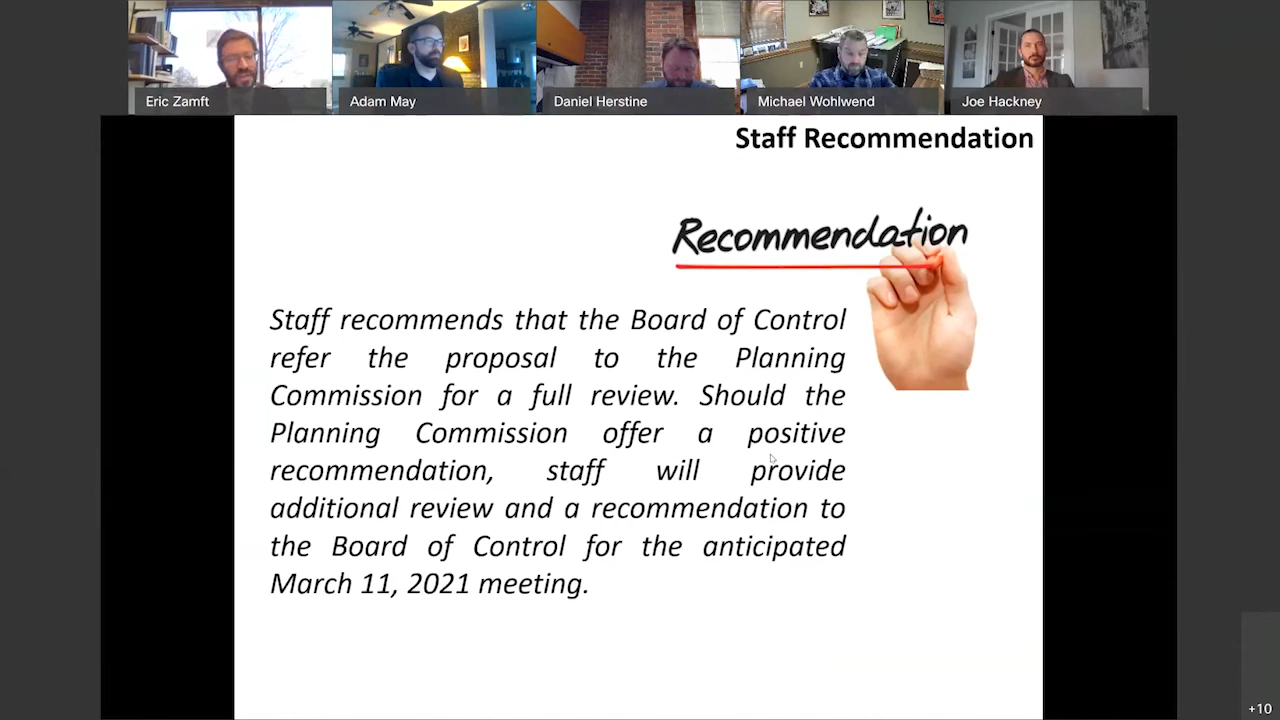 Eric Zamft
Adam May
Daniel Herstine
Michael Wohlwend
Joe Hackney
Staff Recommendation
Recommendation
Staff recommends that the Board of Control
refer the proposal to the Planning
Commission for a full review. Should the
Planning Commission offer a positive
recommendation, staff will provide
additional review and a recommendation to
the Board of Control for the anticipated
March 11, 2021 meeting.
+10